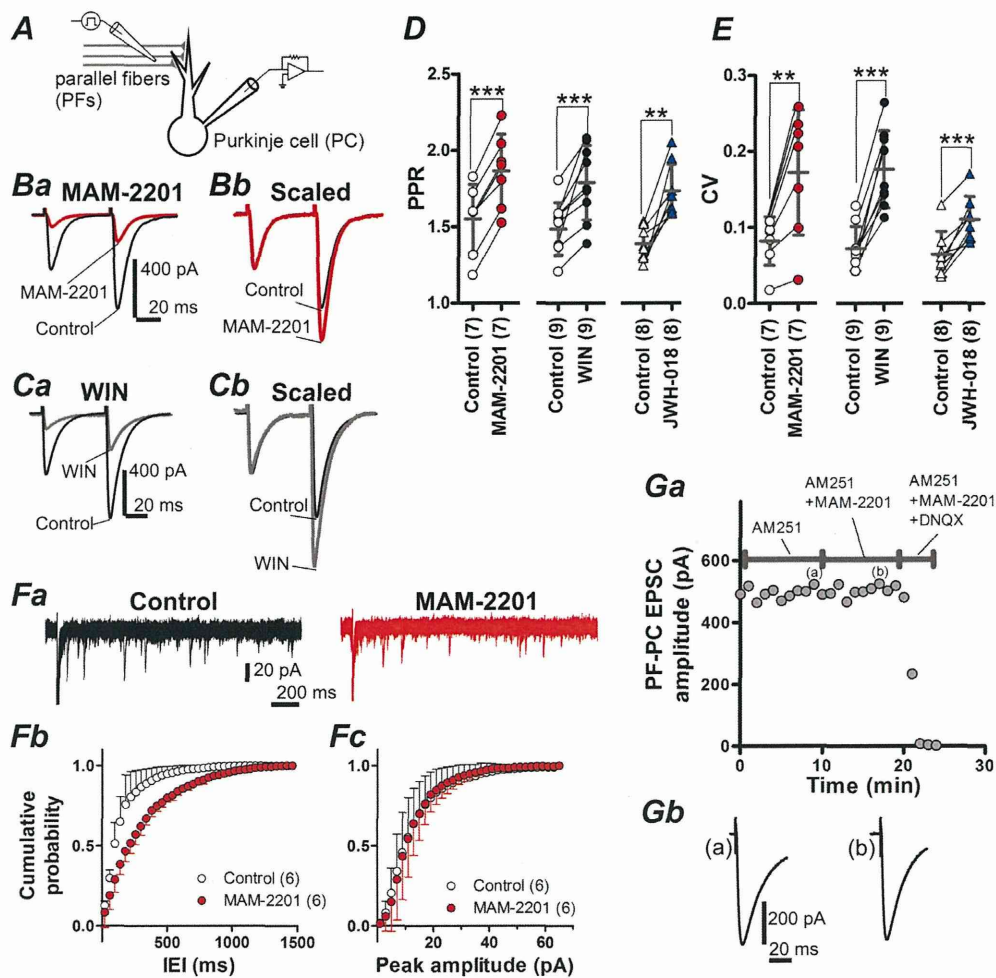 A
parallel fibers
(PFs)
Purkinje cell (PC)
Ba
MAM-2201
MAM-2201
Control
400 pA
20 ms
Bb
Scaled
Control
MAM-2201
Ca
WIN
WIN
Control
400 pA
20 ms
Cb
Scaled
Control
WIN
D
PPR
2.5
2.0
1.5
1.0
***
***
**
Control (7)
MAM-2201 (7)
Control (9)
WIN (9)
Control (8)
JWH-018 (8)
E
CV
0.3
0.2
0.1
0.0
**
***
***
Control (7)
MAM-2201 (7)
Control (9)
WIN (9)
Control (8)
JWH-018 (8)
Fa
Control
MAM-2201
20 pA
200 ms
Fb
Cumulative
probability
1.0
0.5
0.0
Control (6)
MAM-2201 (6)
500
1000
1500
IEI (ms)
Fc
1.0
0.5
0.0
Control (6)
MAM-2201 (6)
20
40
60
Peak amplitude (pA)
Ga
AM251
AM251
+MAM-2201
AM251
+MAM-2201
+DNQX
(a)
(b)
PF-PC EPSC
amplitude (pA)
600
400
200
0
0
10
20
30
Time (min)
Gb
(a)
(b)
200 pA
20 ms